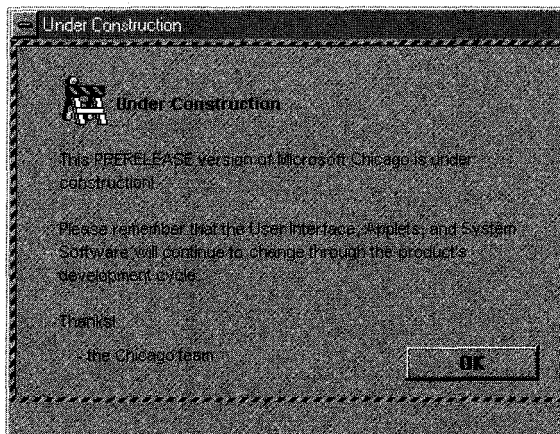 Under Construction
Under Construction
This PRERELEASE version of Microsoft Chicago is under
construction!
Please remember that the User Interface, Applets, and System
Software will continue to change through the product's
development cycle.
Thanks!
- the Chicago team
OK